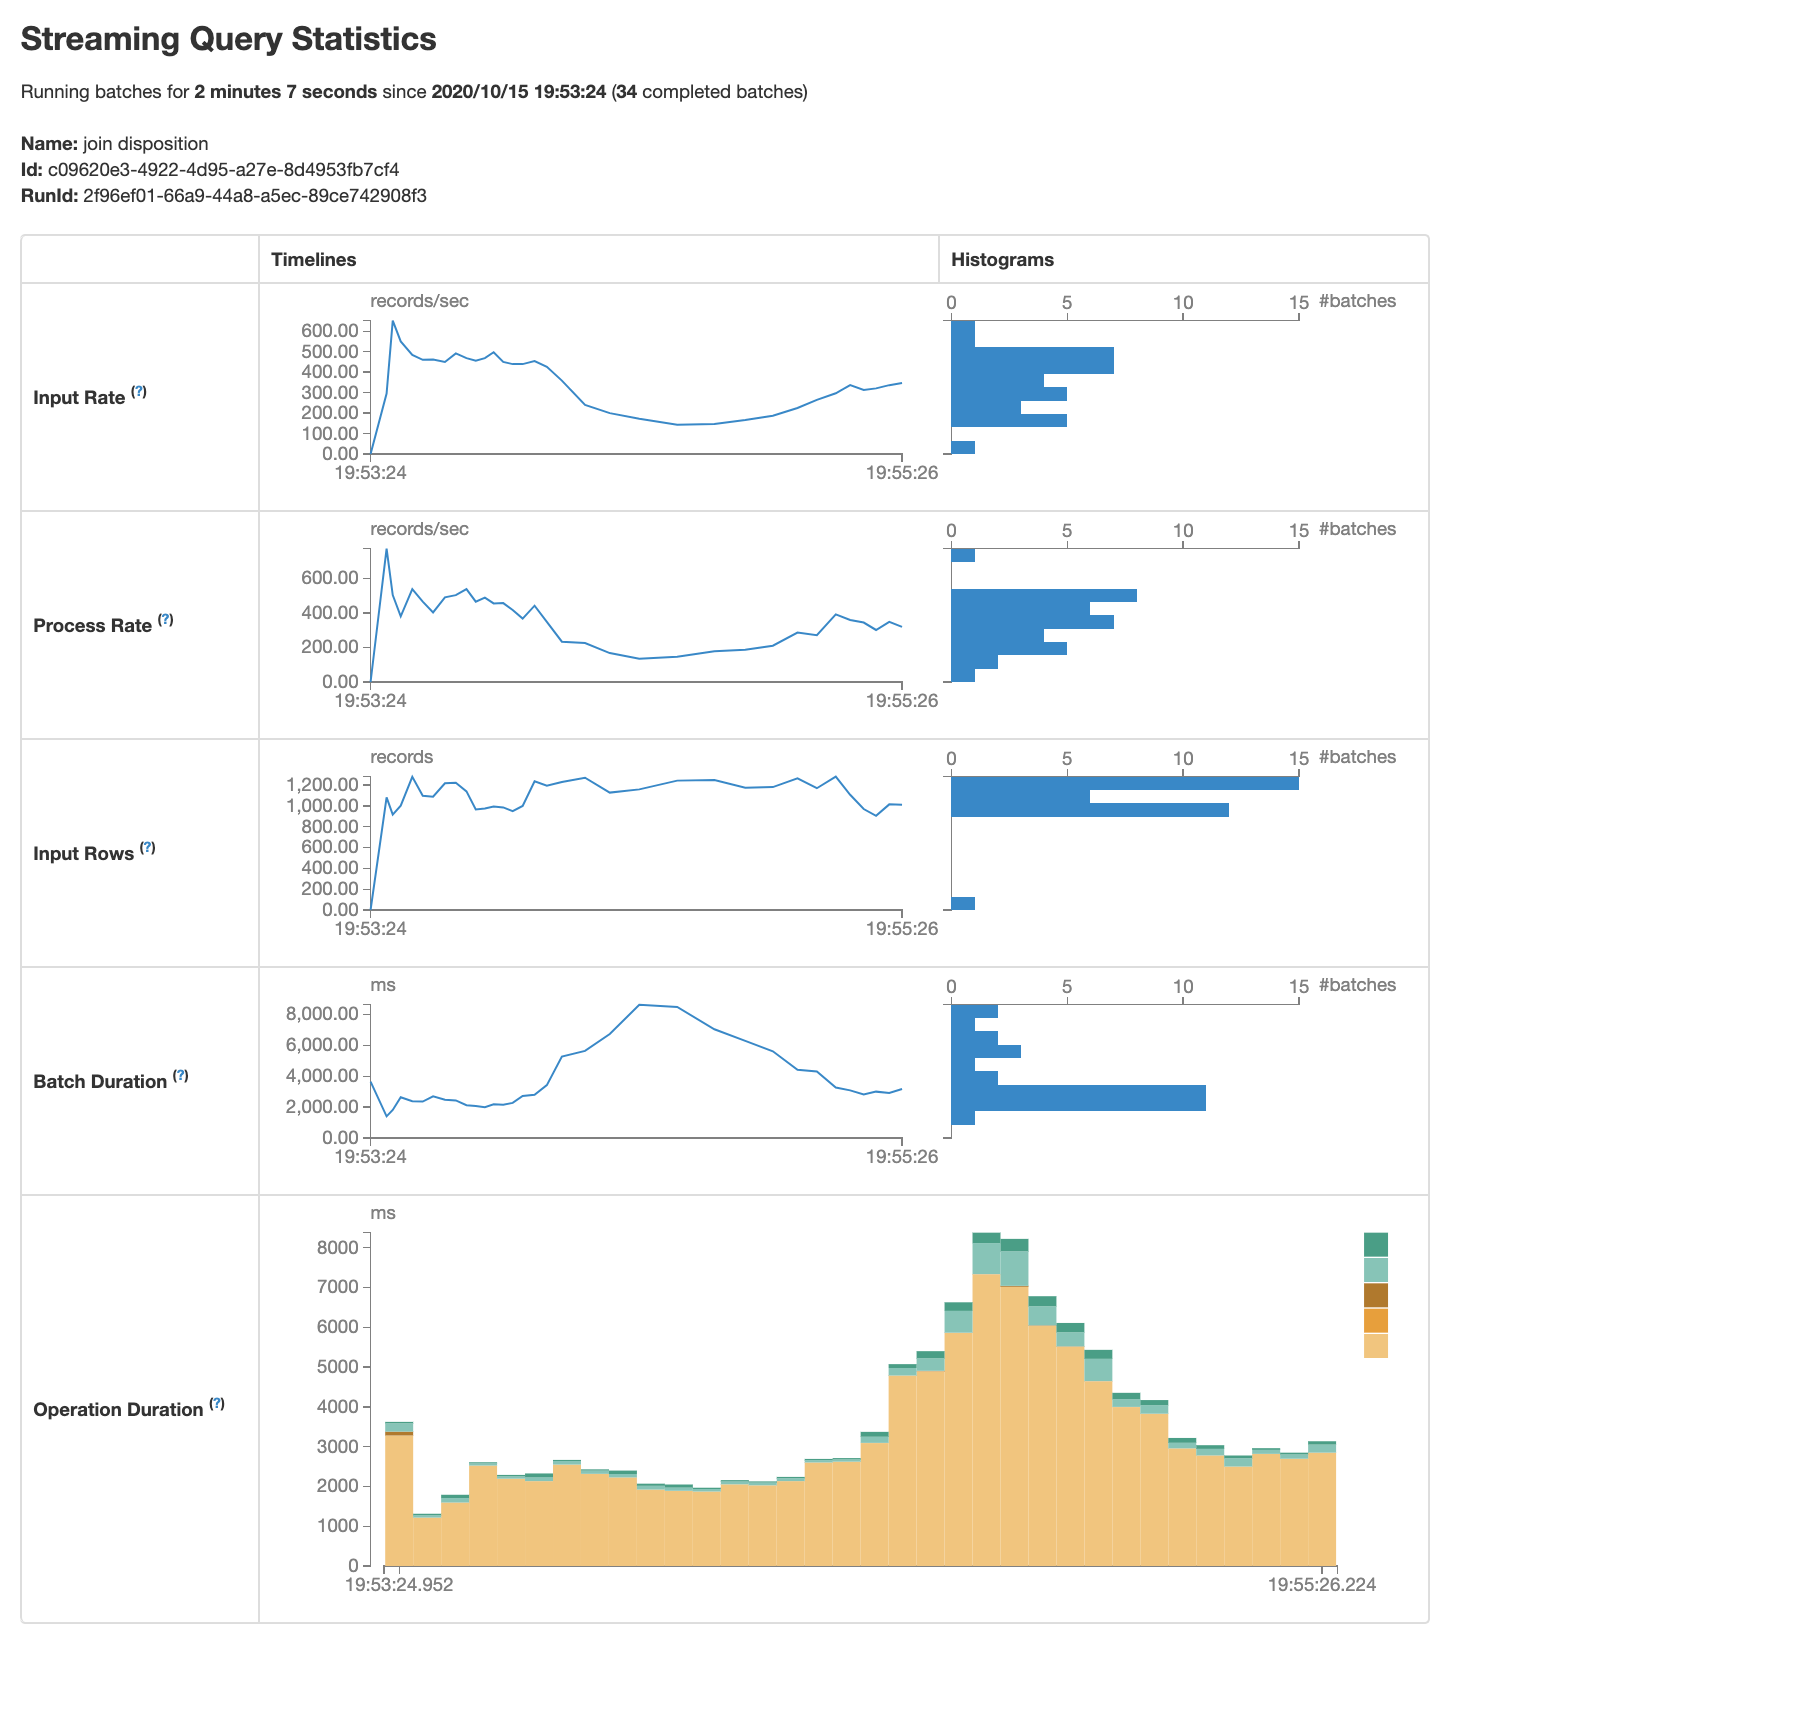 Streaming Query Statistics
Running batches for 2 minutes 7 seconds since 2020/10/15 19:53:24 (34 completed batches)
Name: join disposition
Id: c09620e3-4922-4d95-a27e-8d4953fb7cf4
RunId: 2f96ef01-66a9-44a8-a5ec-89ce742908f3
Timelines Histograms
Input Rate (?)
records/sec
600.00
500.00
400.00
300.00
200.00
100.00
0.00
19:53:24 19:55:26
0 5 10 15 #batches
Process Rate (?)
records/sec
600.00
400.00
200.00
0.00
19:53:24 19:55:26
0 5 10 15 #batches
Input Rows (?)
records
1,200.00
1,000.00
800.00
600.00
400.00
200.00
0.00
19:53:24 19:55:26
0 5 10 15 #batches
Batch Duration (?)
ms
8,000.00
6,000.00
4,000.00
2,000.00
0.00
19:53:24 19:55:26
0 5 10 15 #batches
Operation Duration (?)
ms
8000
7000
6000
5000
4000
3000
2000
1000
0
19:53:24.952 19:55:26.224